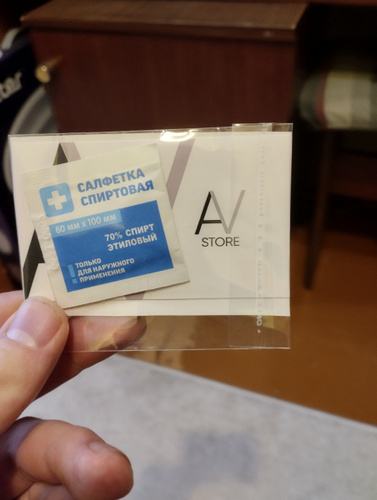 САЛФЕТКА
СПИРТОВАЯ
60 мм х 100 мм
70% СПИРТ
ЭТИЛОВЫЙ
ТОЛЬКО
ДЛЯ НАРУЖНОГО
ПРИМЕНЕНИЯ
AV
STORE